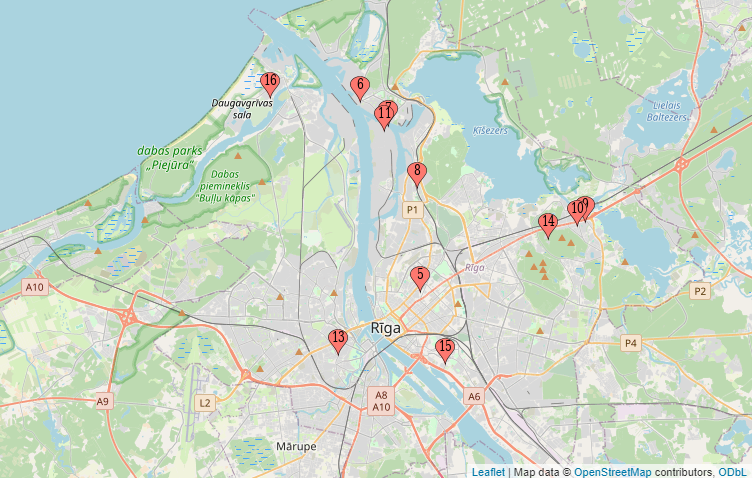 6
16
7
11
Daugavgrīvas
sala
Ķīšezers
Lielais
Baltezers
dabas parks
„Piejūra”
Dabas
piemineklis
"Buļļu kāpas"
8
P1
9
10
14
Rīga
A10
5
P2
Rīga
13
15
P4
A9
L2
A8
A10
A6
Mārupe
Leaflet | Map data © OpenStreetMap contributors, ODbL